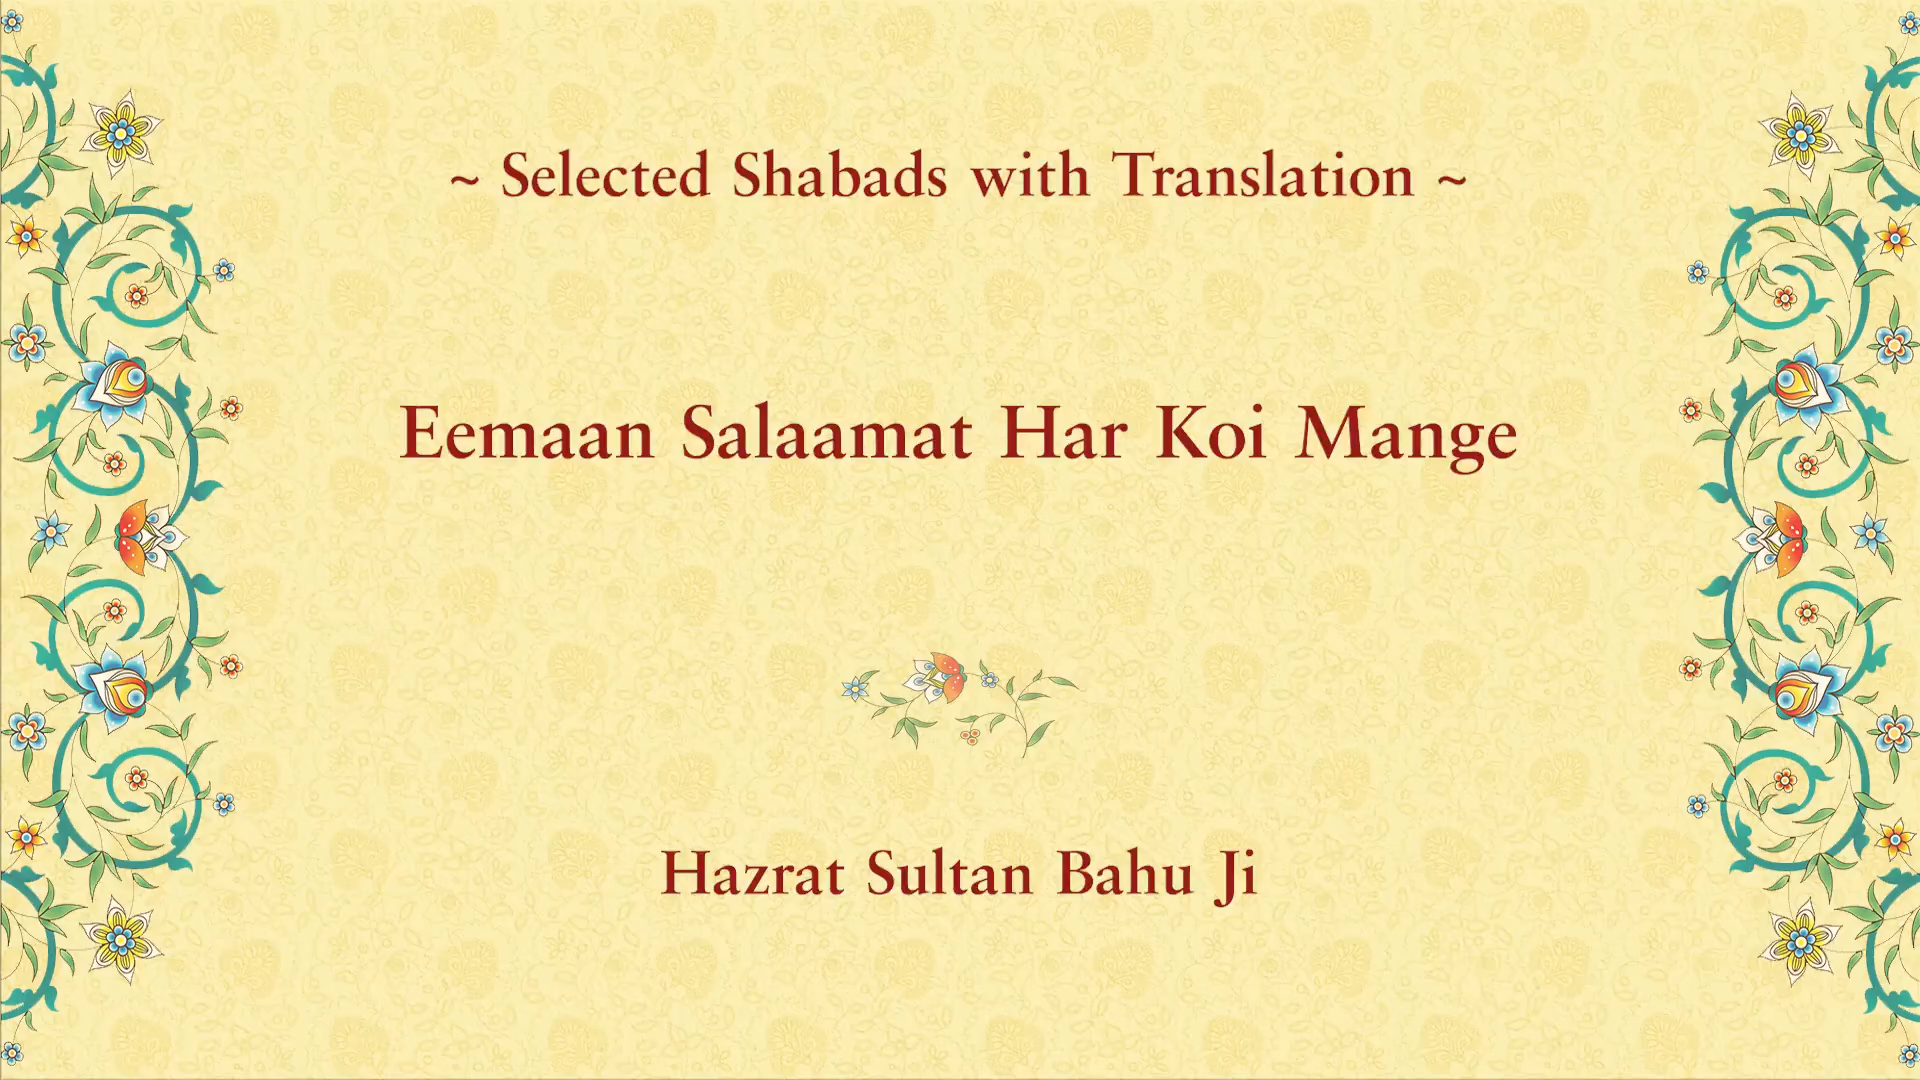 ~ Selected Shabads with Translation ~
Eemaan Salaamat Har Koi Mange
Hazrat Sultan Bahu Ji